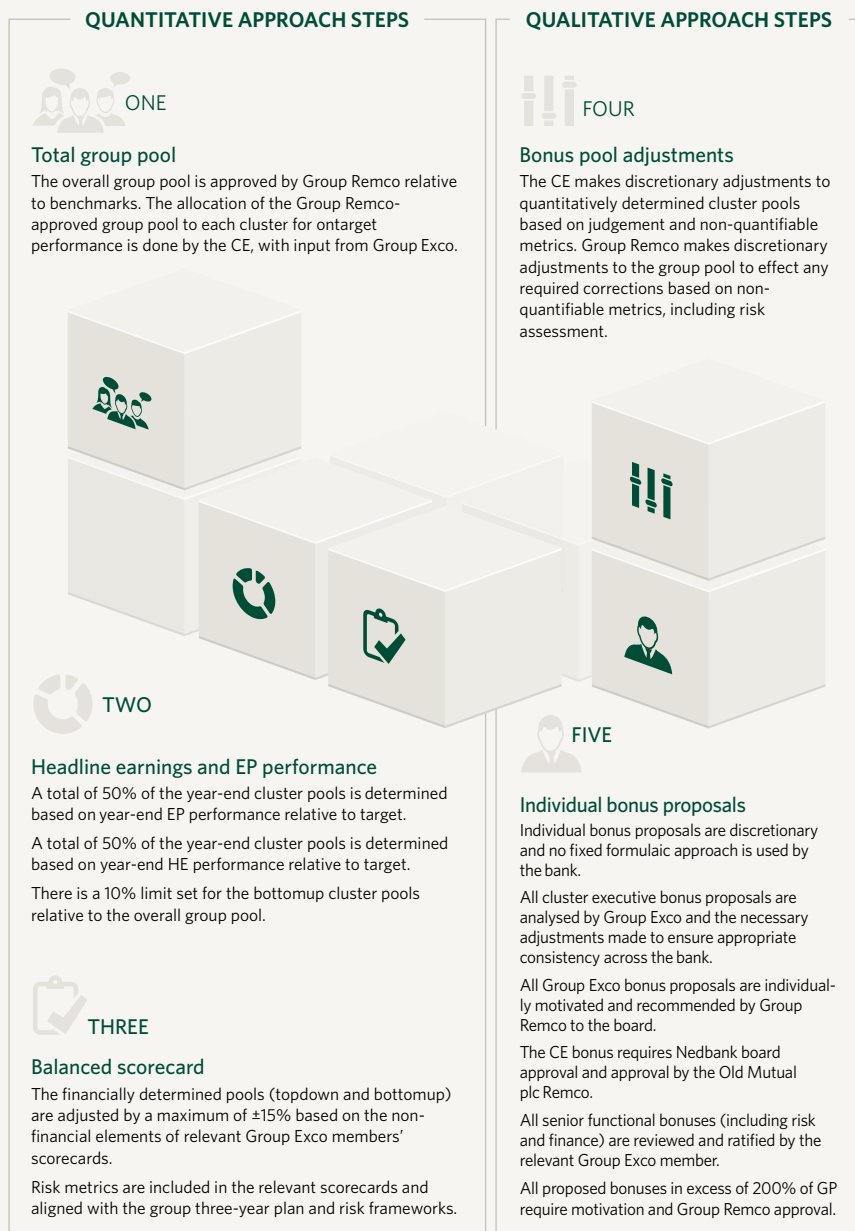 QUANTITATIVE APPROACH STEPS
ONE
Total group pool
The overall group pool is approved by Group Remco relative
to benchmarks. The allocation of the Group Remco-
approved group pool to each cluster for ontarget
performance is done by the CE, with input from Group Exco.
TWO
Headline earnings and EP performance
A total of 50% of the year-end cluster pools is determined
based on year-end EP performance relative to target.
A total of 50% of the year-end cluster pools is determined
based on year-end HE performance relative to target.
There is a 10% limit set for the bottomup cluster pools
relative to the overall group pool.
THREE
Balanced scorecard
The financially determined pools (topdown and bottomup)
are adjusted by a maximum of ±15% based on the non-
financial elements of relevant Group Exco members’
scorecards.
Risk metrics are included in the relevant scorecards and
aligned with the group three-year plan and risk frameworks.
QUALITATIVE APPROACH STEPS
FOUR
Bonus pool adjustments
The CE makes discretionary adjustments to
quantitatively determined cluster pools
based on judgement and non-quantifiable
metrics. Group Remco makes discretionary
adjustments to the group pool to effect any
required corrections based on non-
quantifiable metrics, including risk
assessment.
FIVE
Individual bonus proposals
Individual bonus proposals are discretionary
and no fixed formulaic approach is used by
the bank.
All cluster executive bonus proposals are
analysed by Group Exco and the necessary
adjustments made to ensure appropriate
consistency across the bank.
All Group Exco bonus proposals are individual-
ly motivated and recommended by Group
Remco to the board.
The CE bonus requires Nedbank board
approval and approval by the Old Mutual
plc Remco.
All senior functional bonuses (including risk
and finance) are reviewed and ratified by the
relevant Group Exco member.
All proposed bonuses in excess of 200% of GP
require motivation and Group Remco approval.